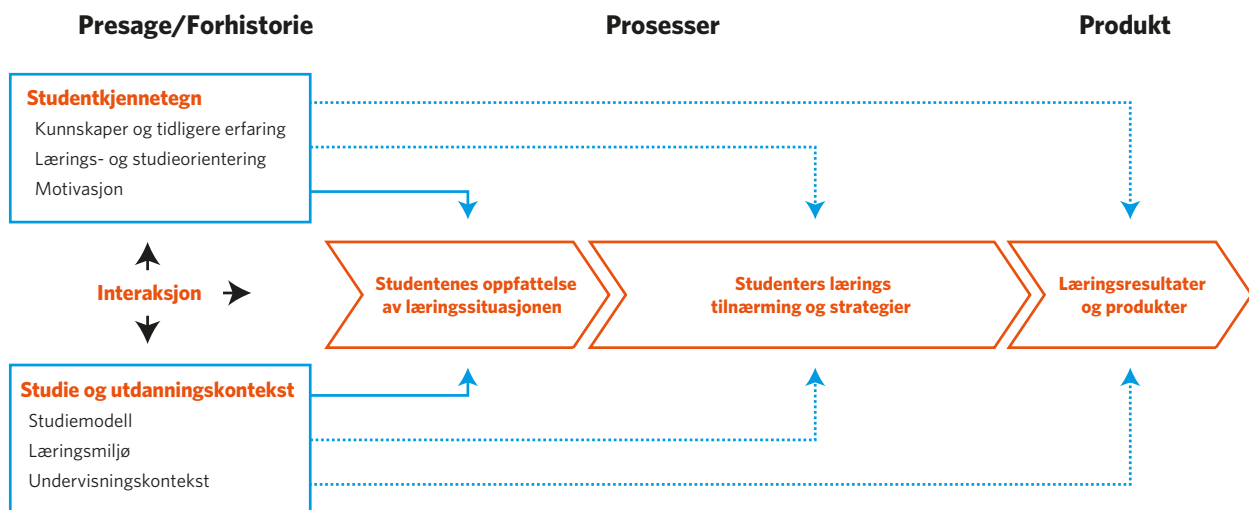 Presage/Forhistorie
Prosesser
Produkt
Studentkjennetegn
Kunnskaper og tidligere erfaring
Lærings- og studieorientering
Motivasjon
Interaksjon
Studentenes oppfattelse
av læringssituasjonen
Studenters lærings
tilnærming og strategier
Læringsresultater
og produkter
Studie og utdanningskontekst
Studiemodell
Læringsmiljø
Undervisningskontekst